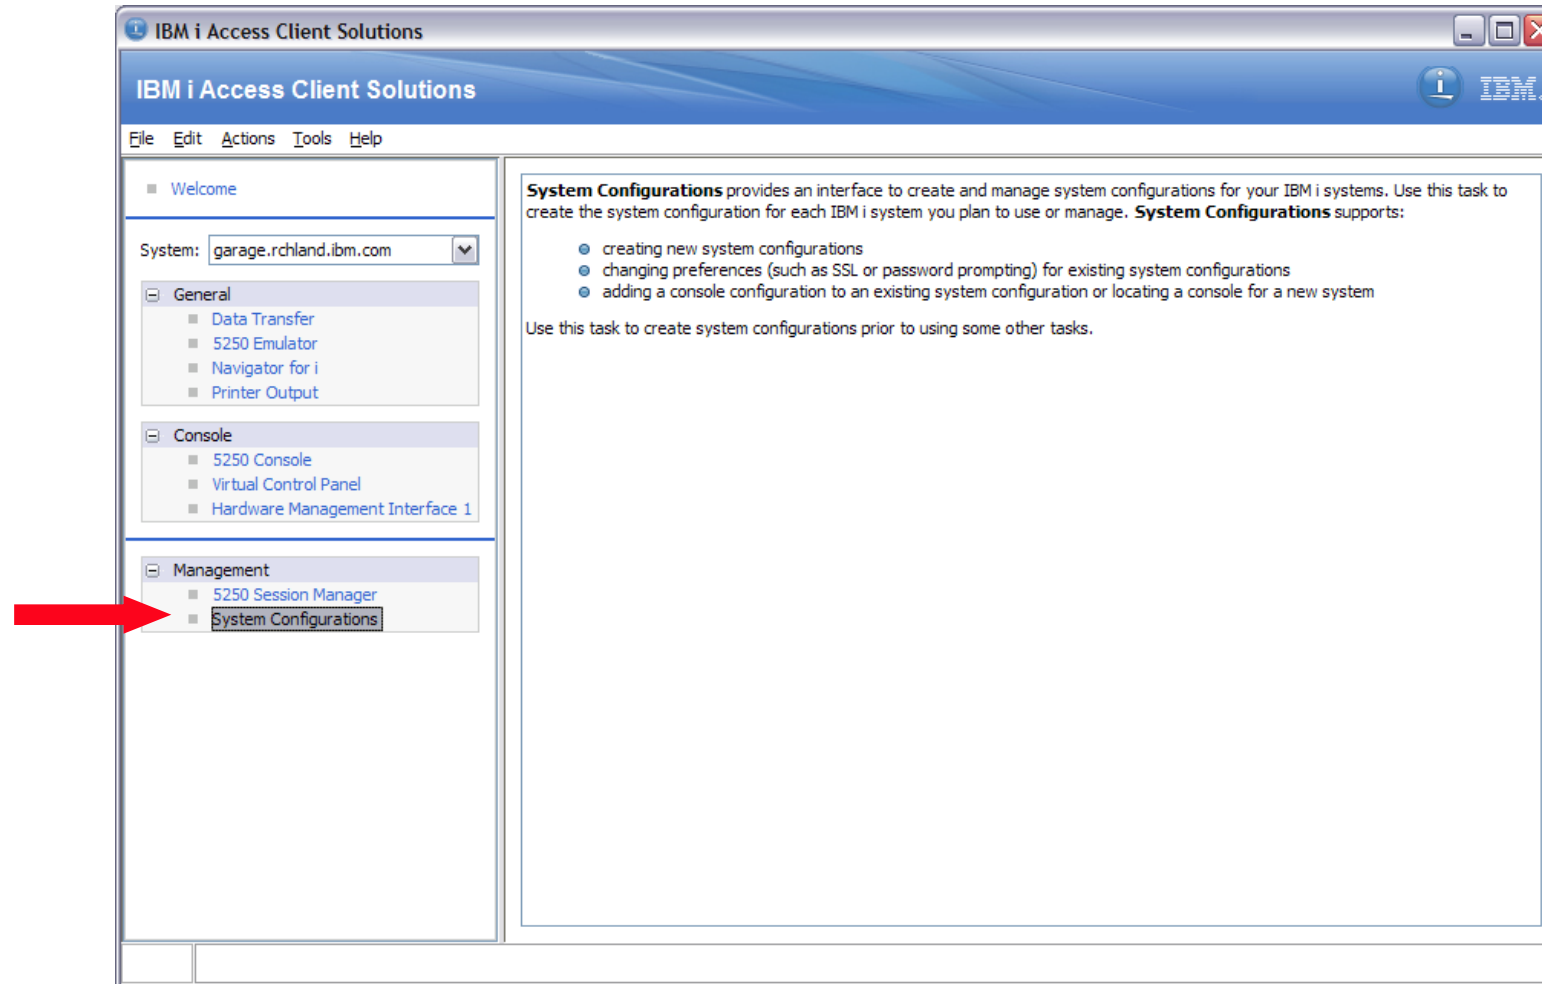 IBM i Access Client Solutions
IBM i Access Client Solutions
IBM.
File Edit Actions Tools Help
Welcome
System: garage.rchland.ibm.com
General
Data Transfer
5250 Emulator
Navigator for i
Printer Output
Console
5250 Console
Virtual Control Panel
Hardware Management Interface 1
Management
5250 Session Manager
System Configurations
System Configurations provides an interface to create and manage system configurations for your IBM i systems. Use this task to
create the system configuration for each IBM i system you plan to use or manage. System Configurations supports:
creating new system configurations
changing preferences (such as SSL or password prompting) for existing system configurations
adding a console configuration to an existing system configuration or locating a console for a new system
Use this task to create system configurations prior to using some other tasks.